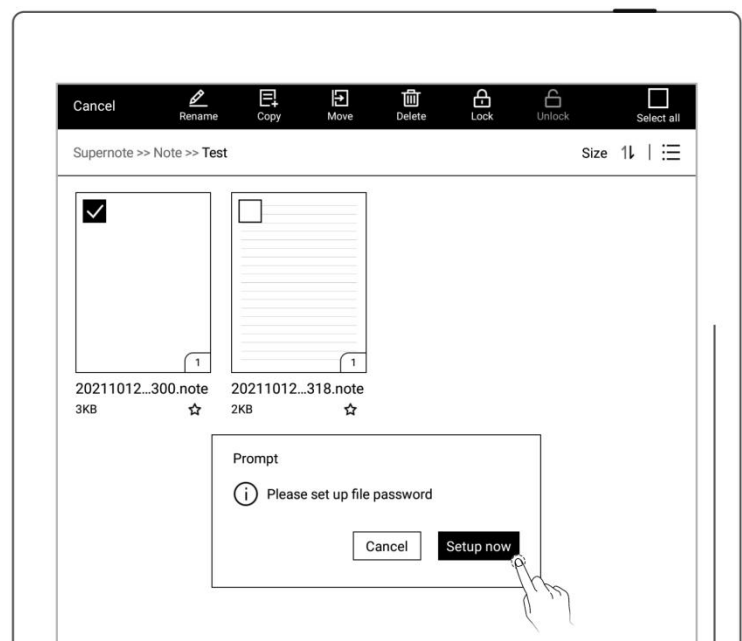 Cancel Rename Copy Move Delete Lock Unlock Select all
Supernote >> Note >> Test Size
1 1
20211012...300.note 20211012...318.note
3KB 2KB
Prompt
Please set up file password
Cancel Setup now